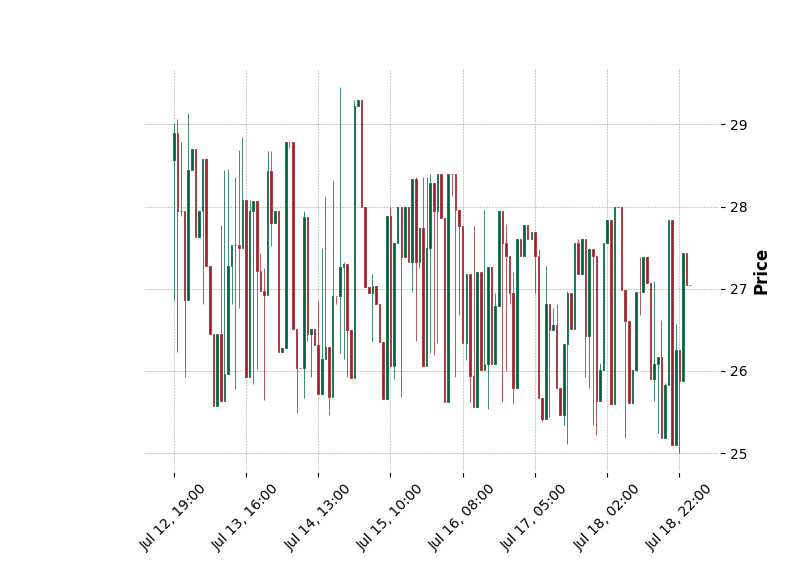 29
28
27
26
25
Price
Jul 12, 19:00
Jul 13, 16:00
Jul 14, 13:00
Jul 15, 10:00
Jul 16, 08:00
Jul 17, 05:00
Jul 18, 02:00
Jul 18, 22:00